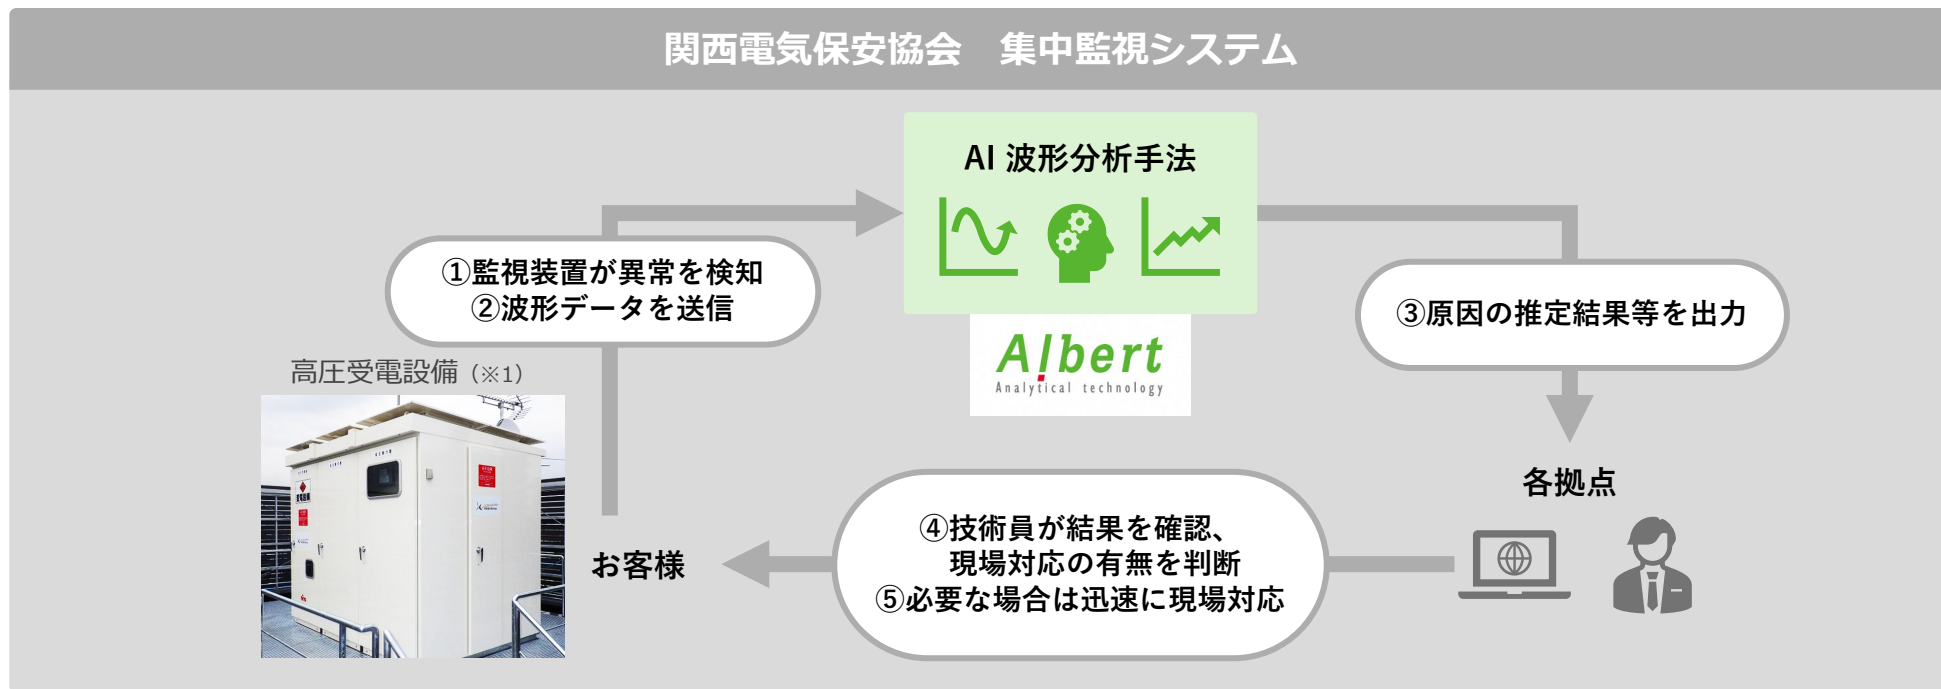 関西電気保安協会 集中監視システム
AI 波形分析手法
①監視装置が異常を検知
②波形データを送信
③原因の推定結果等を出力
Albert
Analytical technology
高圧受電設備（※1）
各拠点
④技術員が結果を確認、
現場対応の有無を判断
⑤必要な場合は迅速に現場対応
お客様